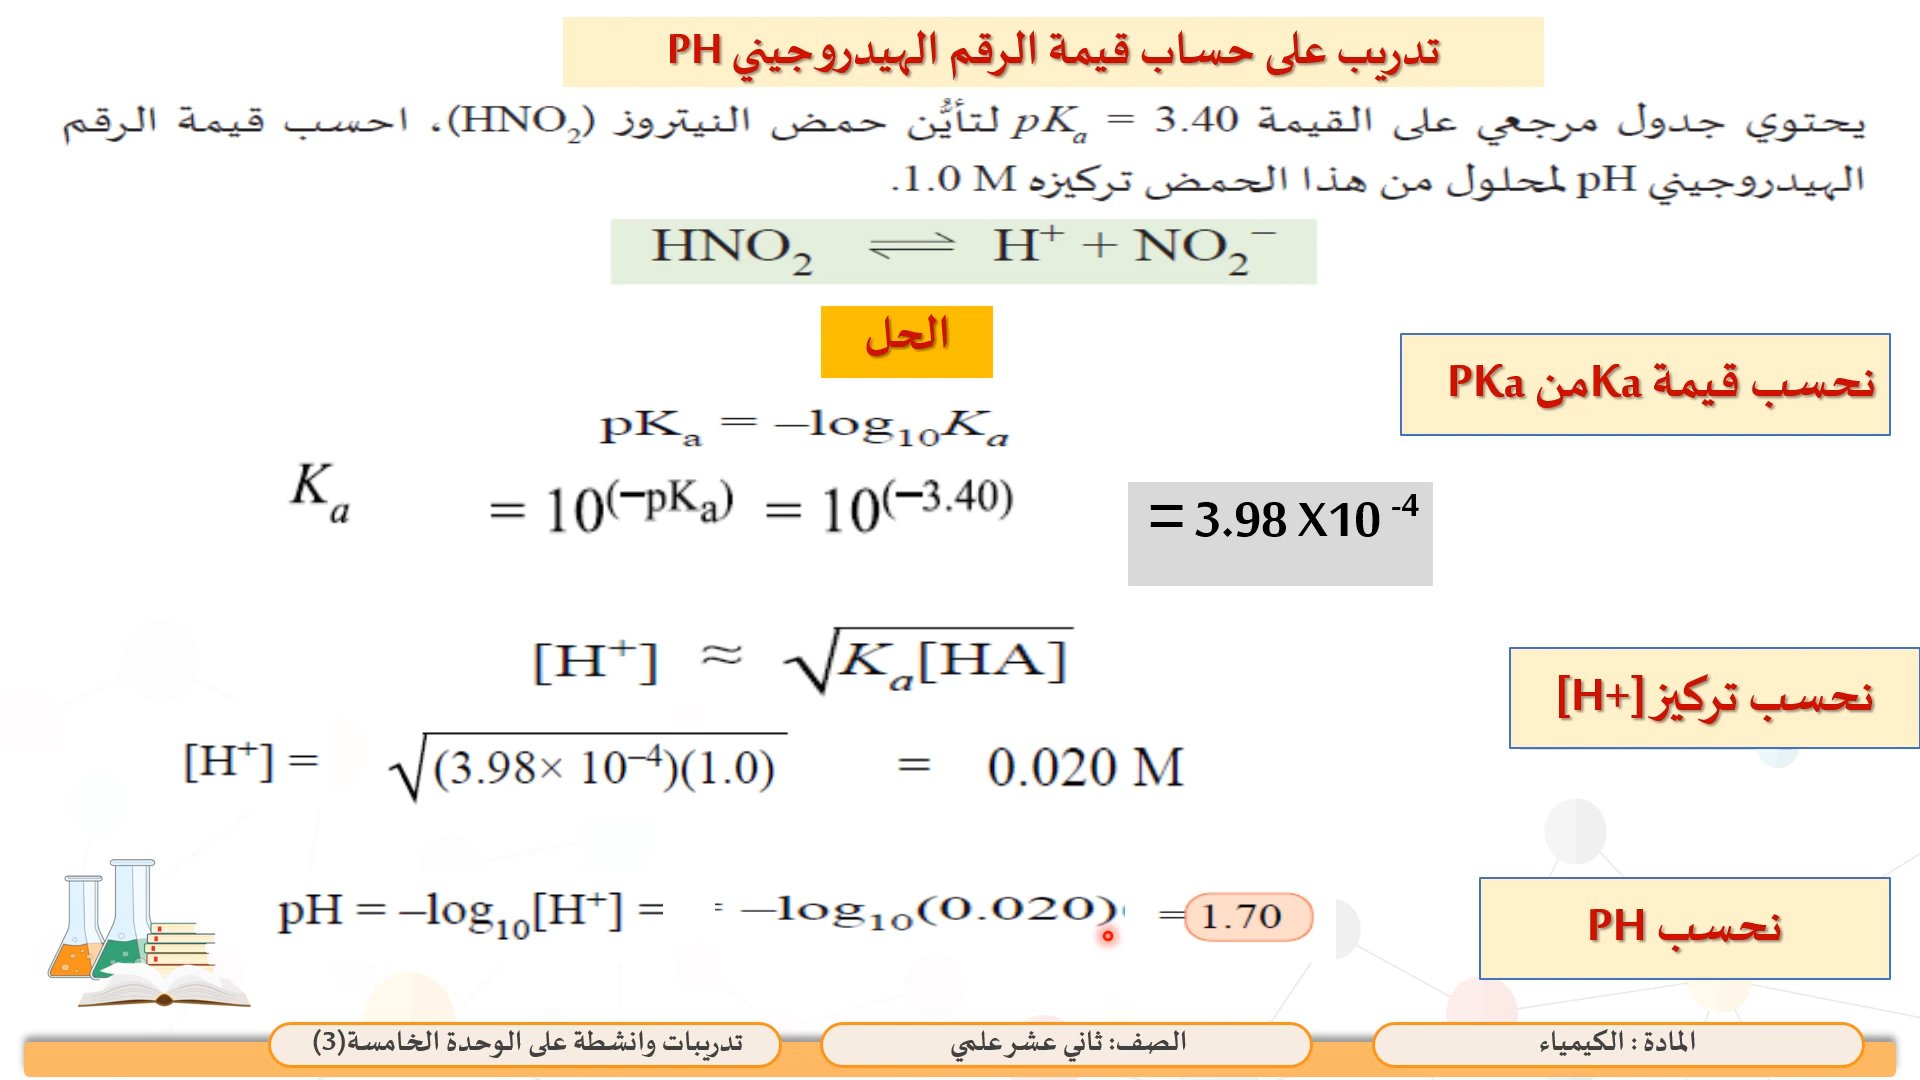 تدريب على حساب قيمة الرقم الهيدروجيني PH
يحتوي جدول مرجعي على القيمة pKₐ = 3.40 لتأيُّن حمض النيتروز (HNO₂)، احسب قيمة الرقم
الهيدروجيني pH لمحلول من هذا الحمض تركيزه 1.0 M.
HNO₂ ⇌ H⁺ + NO₂⁻
الحل
نحسب قيمة Kaمن PKa
pKₐ = –log₁₀Kₐ
Kₐ = 10^(–pKₐ) = 10^(–3.40) = 3.98 X10 ⁻⁴
[H⁺] ≈ √Kₐ[HA]
نحسب تركيز [H+]
[H⁺] = √(3.98× 10⁻⁴)(1.0) = 0.020 M
pH = –log₁₀[H⁺] = = –log₁₀(0.020) = 1.70
نحسب PH
المادة : الكيمياء
الصف: ثاني عشر علمي
تدريبات وانشطة على الوحدة الخامسة(3)